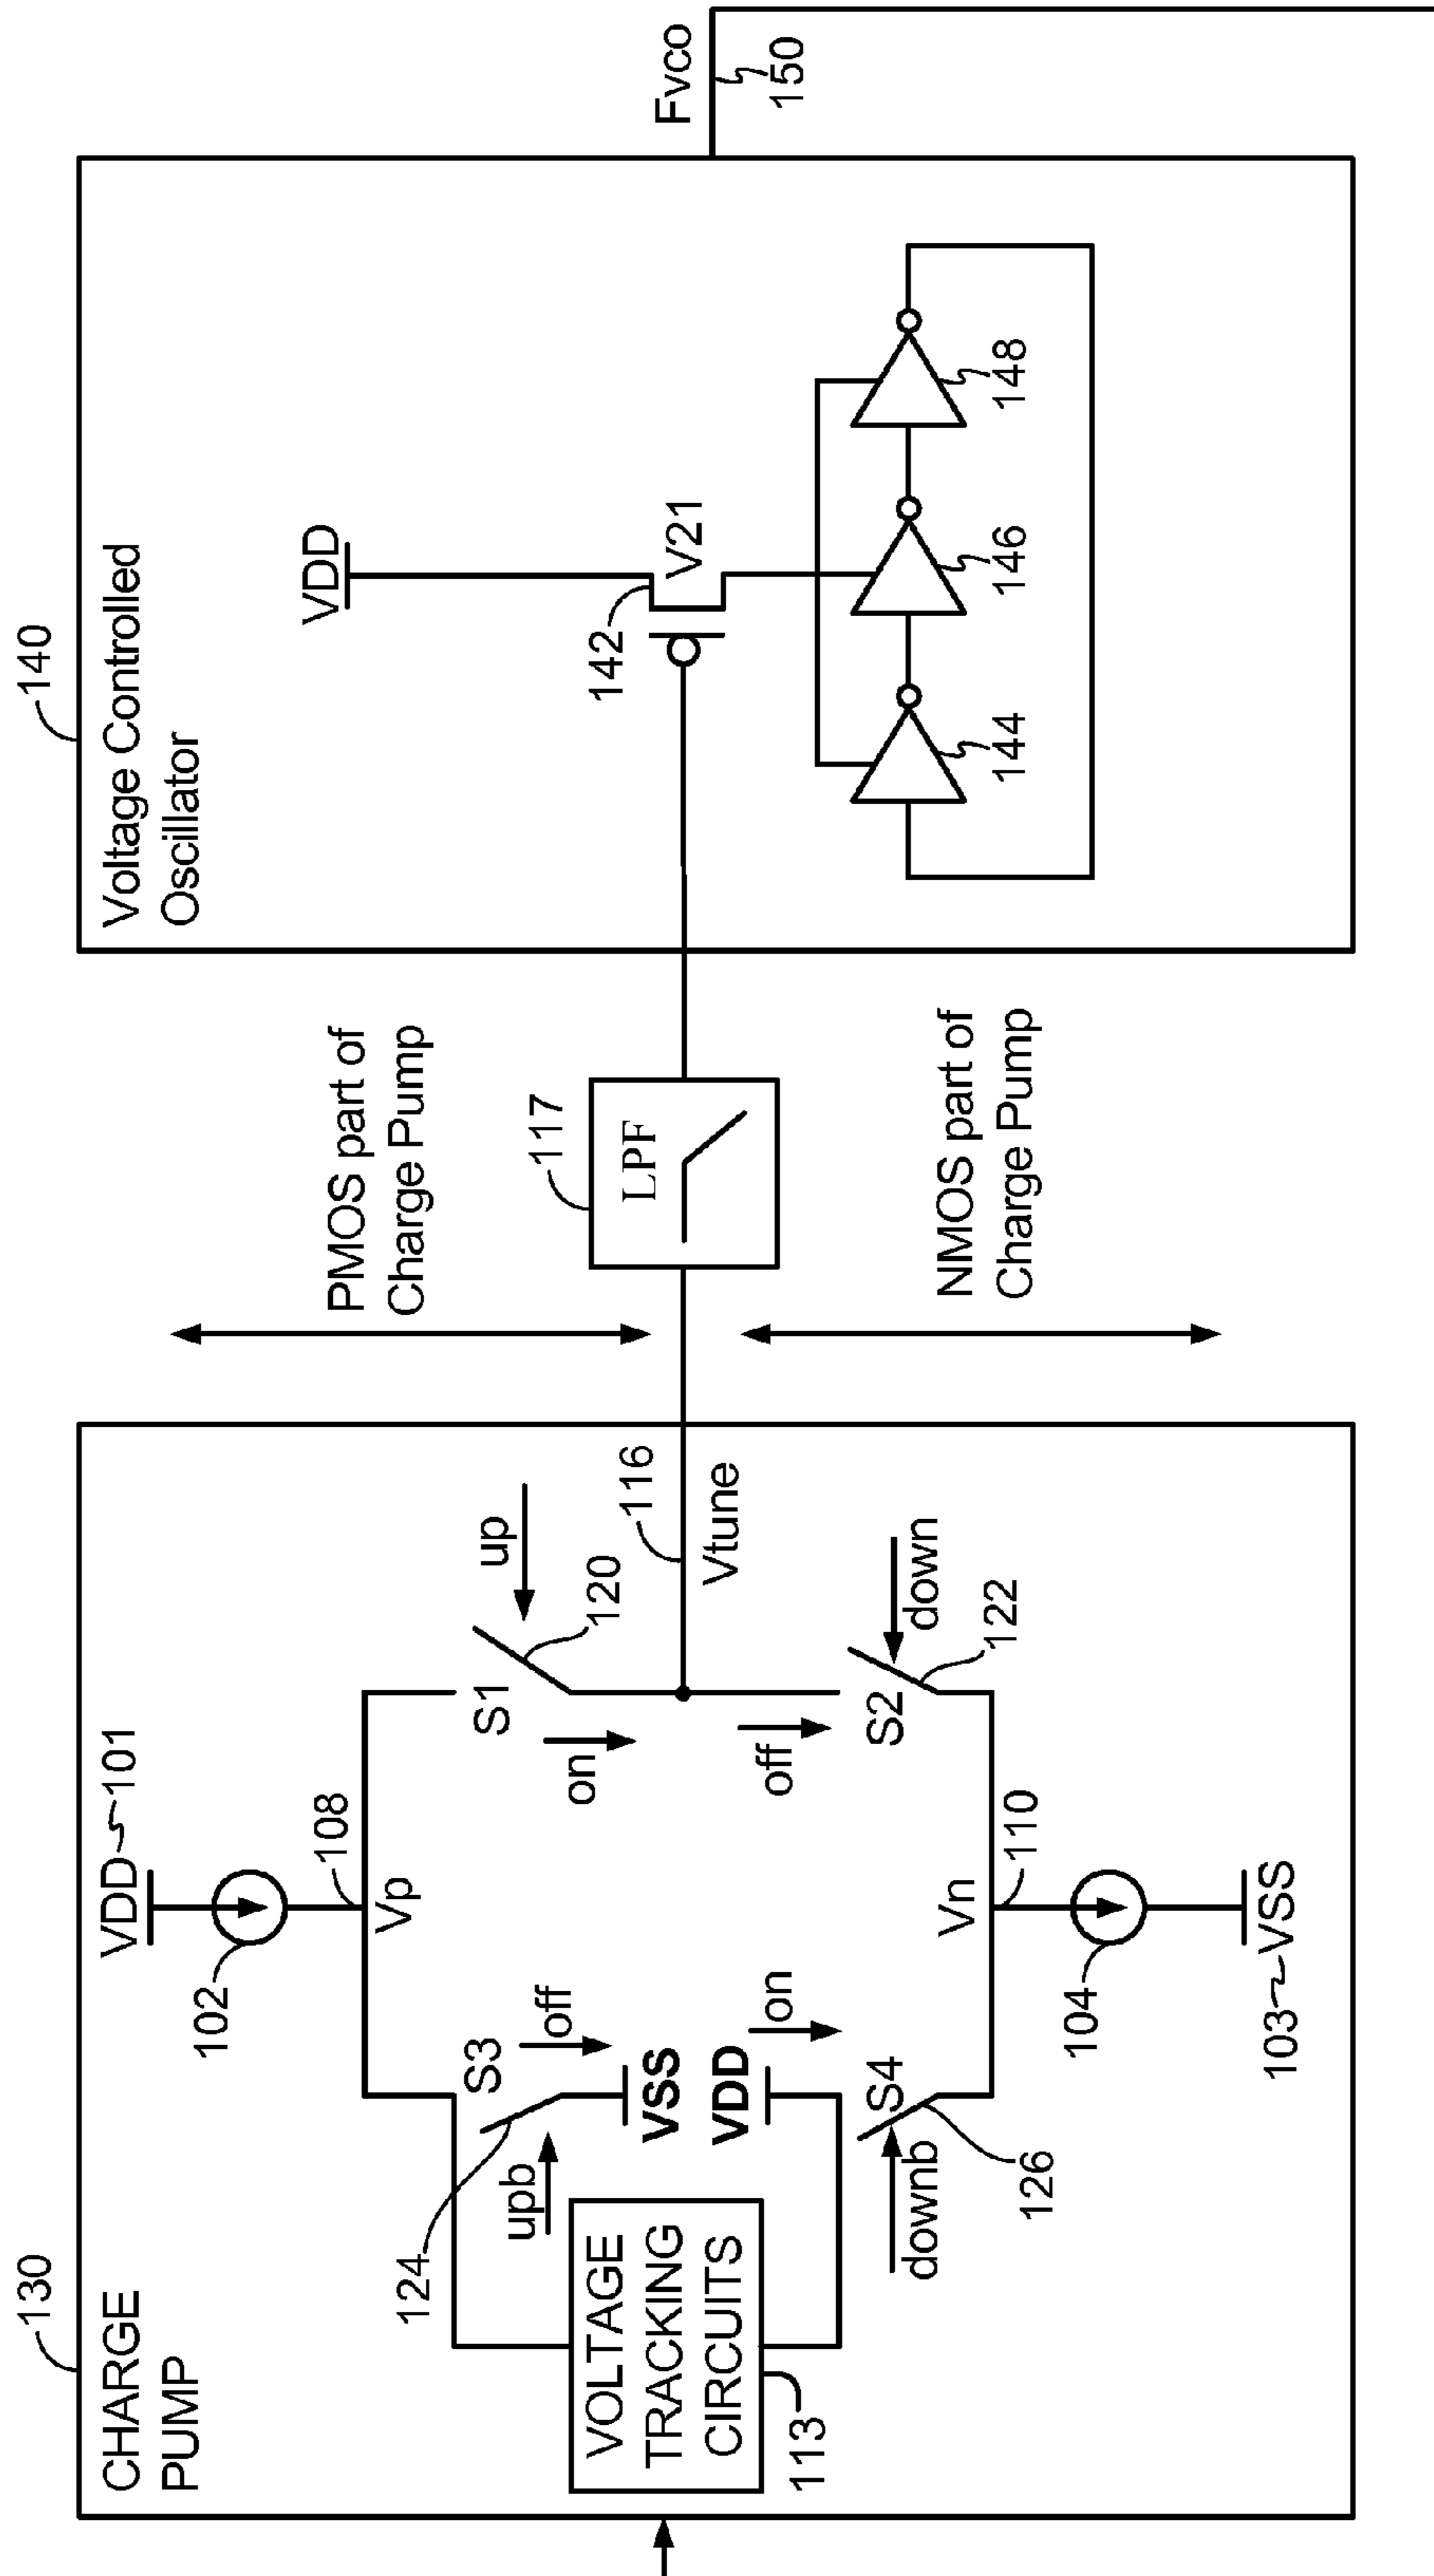 130
CHARGE
PUMP
VDD
101
102
108
Vp
S3
124
upb
off
VSS
VDD
on
VOLTAGE
TRACKING
CIRCUITS
113
S4
downb
126
Vn
110
104
103
VSS
S1
up
120
on
116
Vtune
off
S2
down
122
PMOS part of
Charge Pump
117
LPF
NMOS part of
Charge Pump
140
Voltage Controlled
Oscillator
VDD
142
V21
144
146
148
Fvco
150